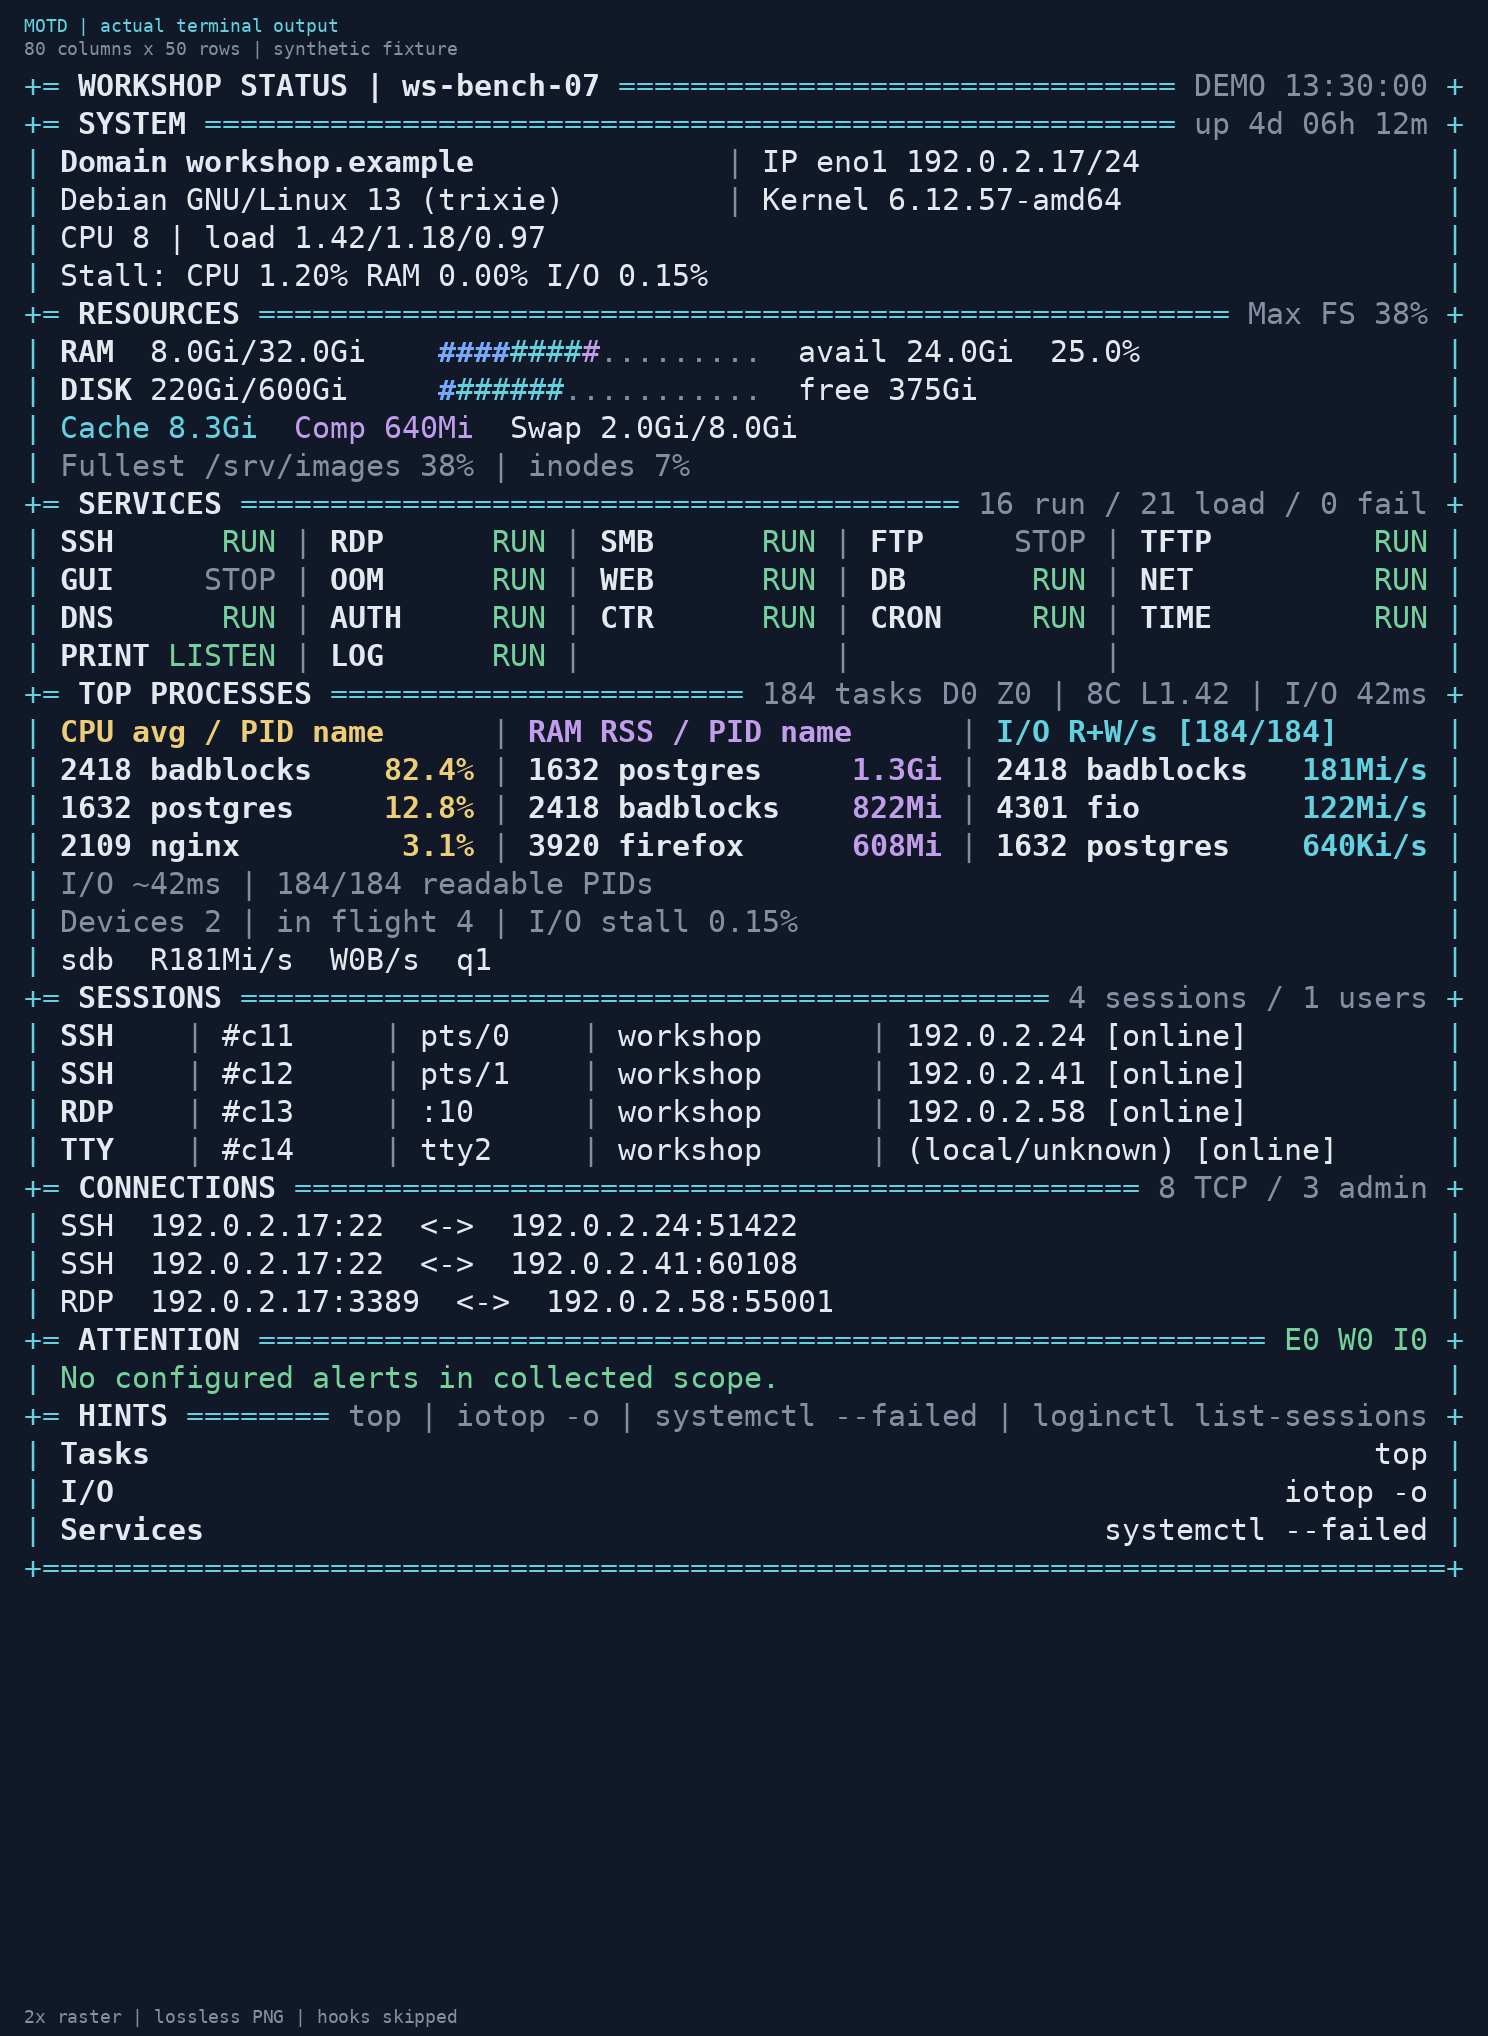 MOTD | actual terminal output
80 columns x 50 rows | synthetic fixture
+= WORKSHOP STATUS | ws-bench-07 =============================== DEMO 13:30:00 +
+= SYSTEM ====================================================== up 4d 06h 12m +
| Domain workshop.example              | IP eno1 192.0.2.17/24                 |
| Debian GNU/Linux 13 (trixie)         | Kernel 6.12.57-amd64                  |
| CPU 8 | load 1.42/1.18/0.97                                                  |
| Stall: CPU 1.20% RAM 0.00% I/O 0.15%                                         |
+= RESOURCES ====================================================== Max FS 38% +
| RAM  8.0Gi/32.0Gi    #########.........  avail 24.0Gi  25.0%                 |
| DISK 220Gi/600Gi     #######...........  free 375Gi                          |
| Cache 8.3Gi  Comp 640Mi  Swap 2.0Gi/8.0Gi                                    |
| Fullest /srv/images 38% | inodes 7%                                          |
+= SERVICES ======================================== 16 run / 21 load / 0 fail +
| SSH      RUN | RDP      RUN | SMB      RUN | FTP     STOP | TFTP         RUN |
| GUI     STOP | OOM      RUN | WEB      RUN | DB       RUN | NET          RUN |
| DNS      RUN | AUTH     RUN | CTR      RUN | CRON     RUN | TIME         RUN |
| PRINT LISTEN | LOG      RUN |              |              |                  |
+= TOP PROCESSES ======================= 184 tasks D0 Z0 | 8C L1.42 | I/O 42ms +
| CPU avg / PID name      | RAM RSS / PID name      | I/O R+W/s [184/184]      |
| 2418 badblocks    82.4% | 1632 postgres     1.3Gi | 2418 badblocks   181Mi/s |
| 1632 postgres     12.8% | 2418 badblocks    822Mi | 4301 fio         122Mi/s |
| 2109 nginx         3.1% | 3920 firefox      608Mi | 1632 postgres    640Ki/s |
| I/O ~42ms | 184/184 readable PIDs                                            |
| Devices 2 | in flight 4 | I/O stall 0.15%                                    |
| sdb  R181Mi/s  W0B/s  q1                                                     |
+= SESSIONS ============================================= 4 sessions / 1 users +
| SSH    | #c11     | pts/0    | workshop      | 192.0.2.24 [online]           |
| SSH    | #c12     | pts/1    | workshop      | 192.0.2.41 [online]           |
| RDP    | #c13     | :10      | workshop      | 192.0.2.58 [online]           |
| TTY    | #c14     | tty2     | workshop      | (local/unknown) [online]      |
+= CONNECTIONS =============================================== 8 TCP / 3 admin +
| SSH  192.0.2.17:22  <->  192.0.2.24:51422                                    |
| SSH  192.0.2.17:22  <->  192.0.2.41:60108                                    |
| RDP  192.0.2.17:3389  <->  192.0.2.58:55001                                  |
+= ATTENTION ======================================================== E0 W0 I0 +
| No configured alerts in collected scope.                                     |
+= HINTS ======== top | iotop -o | systemctl --failed | loginctl list-sessions +
| Tasks                                                                    top |
| I/O                                                                 iotop -o |
| Services                                                  systemctl --failed |
+==============================================================================+
2x raster | lossless PNG | hooks skipped